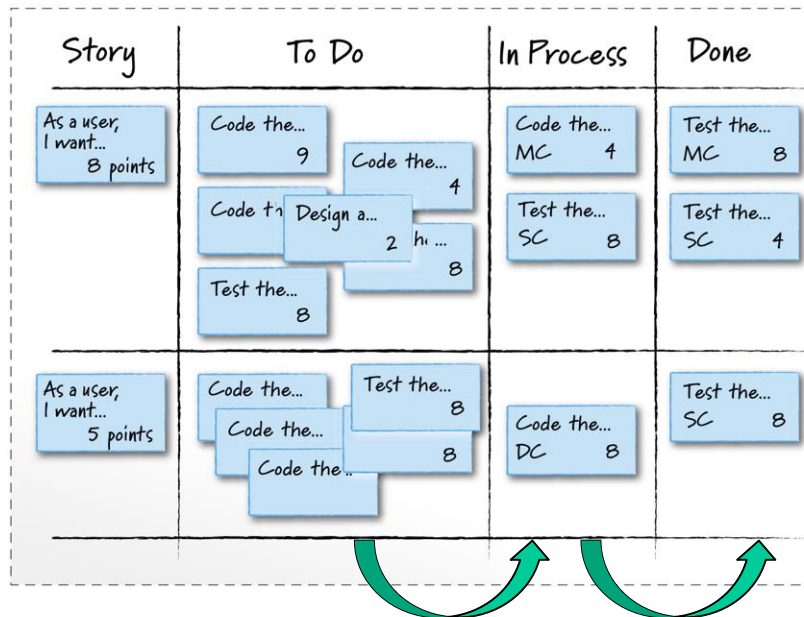 Story
To Do
In Process
Done
As a user,
I want...
8 points
Code the...
9
Code the...
4
Code th
Design a...
2
h ...
8
Test the...
8
Code the...
MC 4
Test the...
SC 8
Test the...
MC 8
Test the...
SC 4
As a user,
I want...
5 points
Code the...
Code the...
Code the..
Test the...
8
8
Code the...
DC 8
Test the...
SC 8